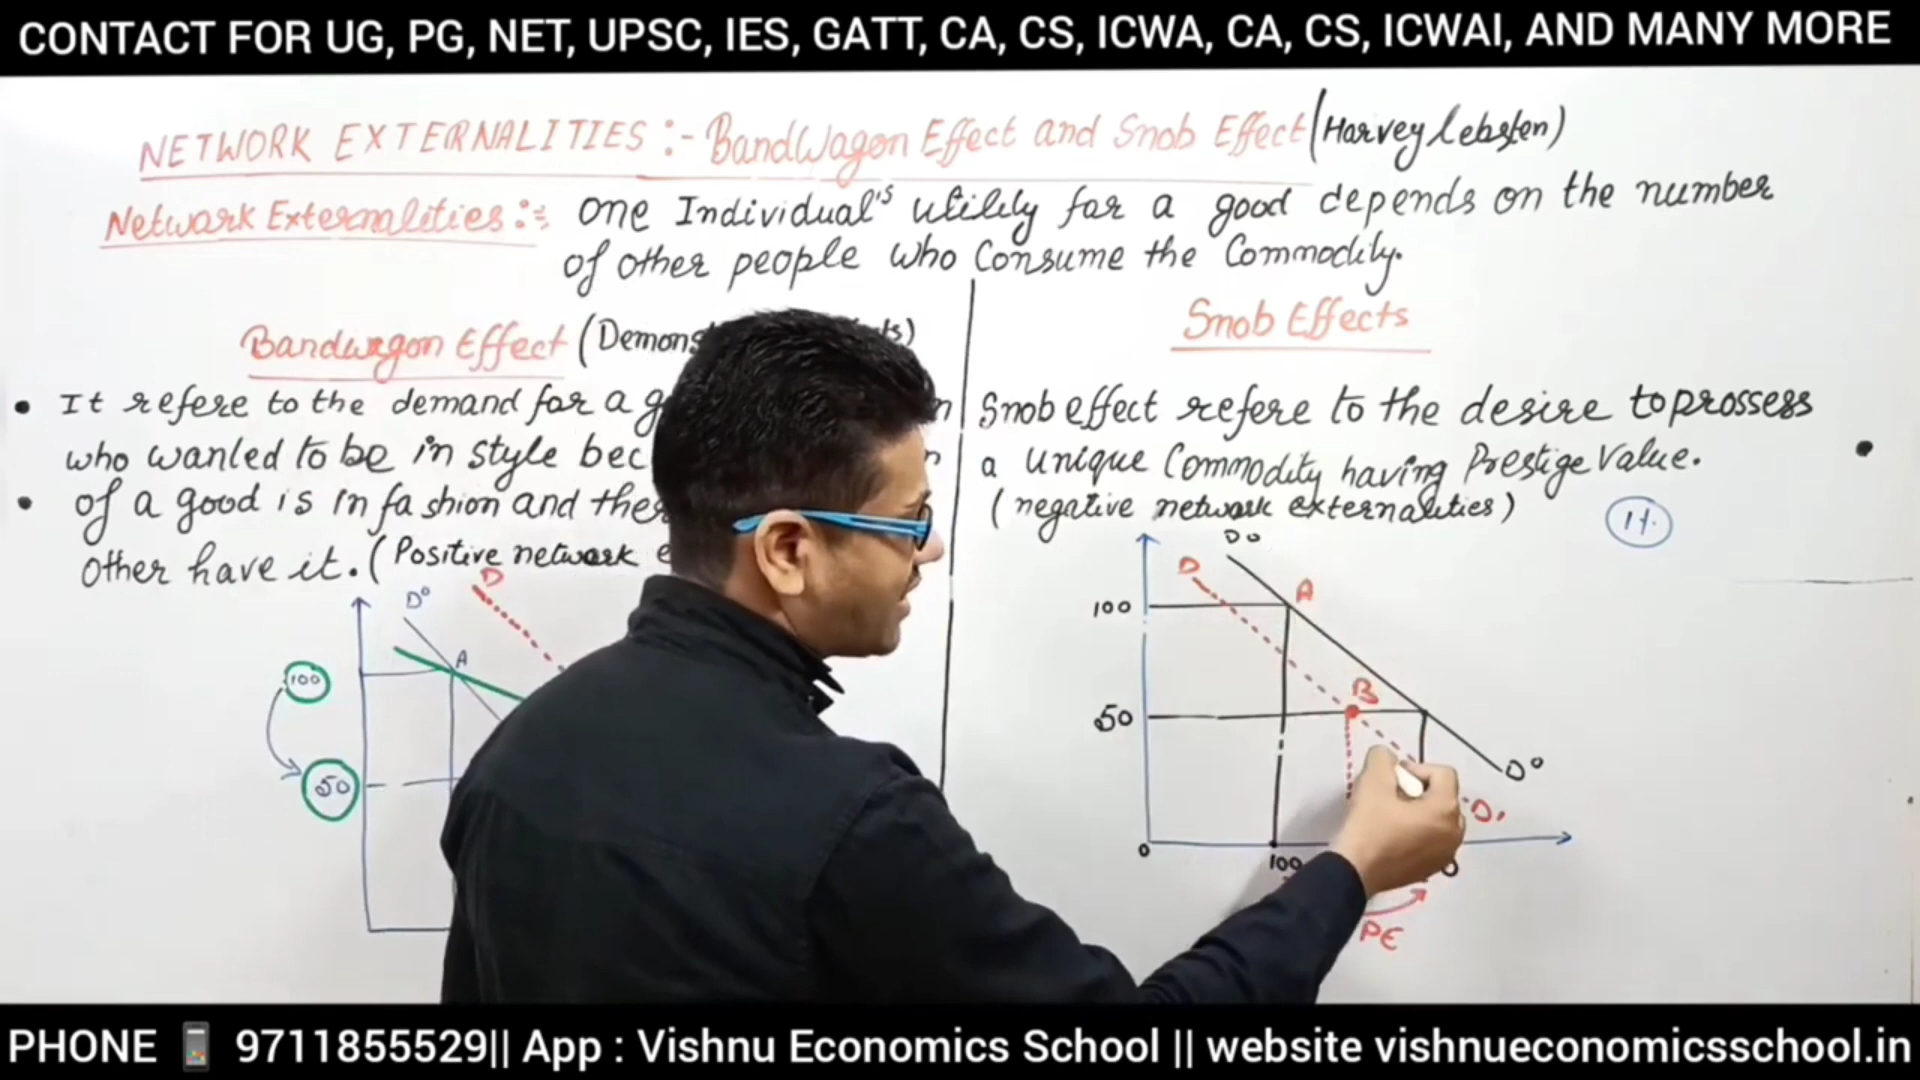 CONTACT FOR UG, PG, NET, UPSC, IES, GATT, CA, CS, ICWA, CA, CS, ICWAI, AND MANY MORE
NETWORK EXTERNALITIES :- BandWagon Effect and Snob Effect (Harvey Lebsten)
Network Externalities :- One Individual's utility for a good depends on the number
of other people who Consume the Commodity.
Bandwagon Effect (Demons
• It refere to the demand for a g
who wanted to be in style bec
• of a good is in fashion and the
other have it. (Positive network e
D
D⁰
A
100
50
Snob Effects
Snob effect refere to the desire to prossess
a unique Commodity having Prestige Value.
(negative network externalities)
D₀
D
A
100
B
50
D⁰
D₁
0
100
PE
PHONE 9711855529|| App : Vishnu Economics School || website vishnueconomicsschool.in